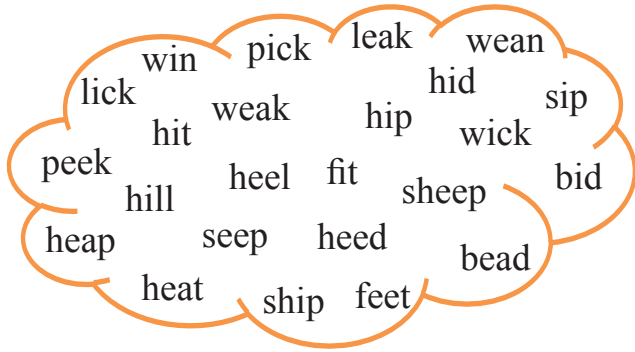 win pick leak wean
lick weak hid sip
hit hip wick
peek heel fit sheep bid
hill
heap seep heed bead
heat ship feet